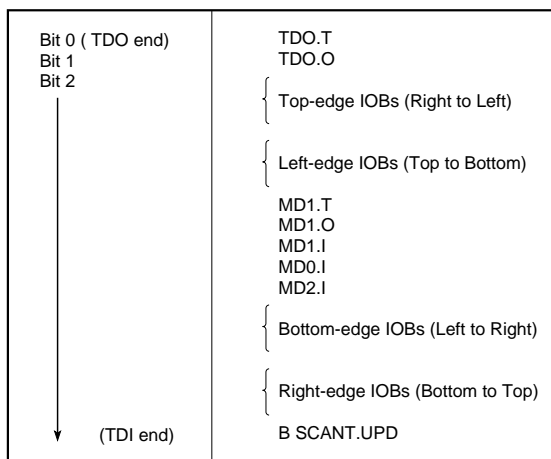 Bit 0 ( TDO end)
Bit 1
Bit 2
(TDI end)
TDO.T
TDO.O
Top-edge IOBs (Right to Left)
Left-edge IOBs (Top to Bottom)
MD1.T
MD1.O
MD1.I
MD0.I
MD2.I
Bottom-edge IOBs (Left to Right)
Right-edge IOBs (Bottom to Top)
B SCANT.UPD